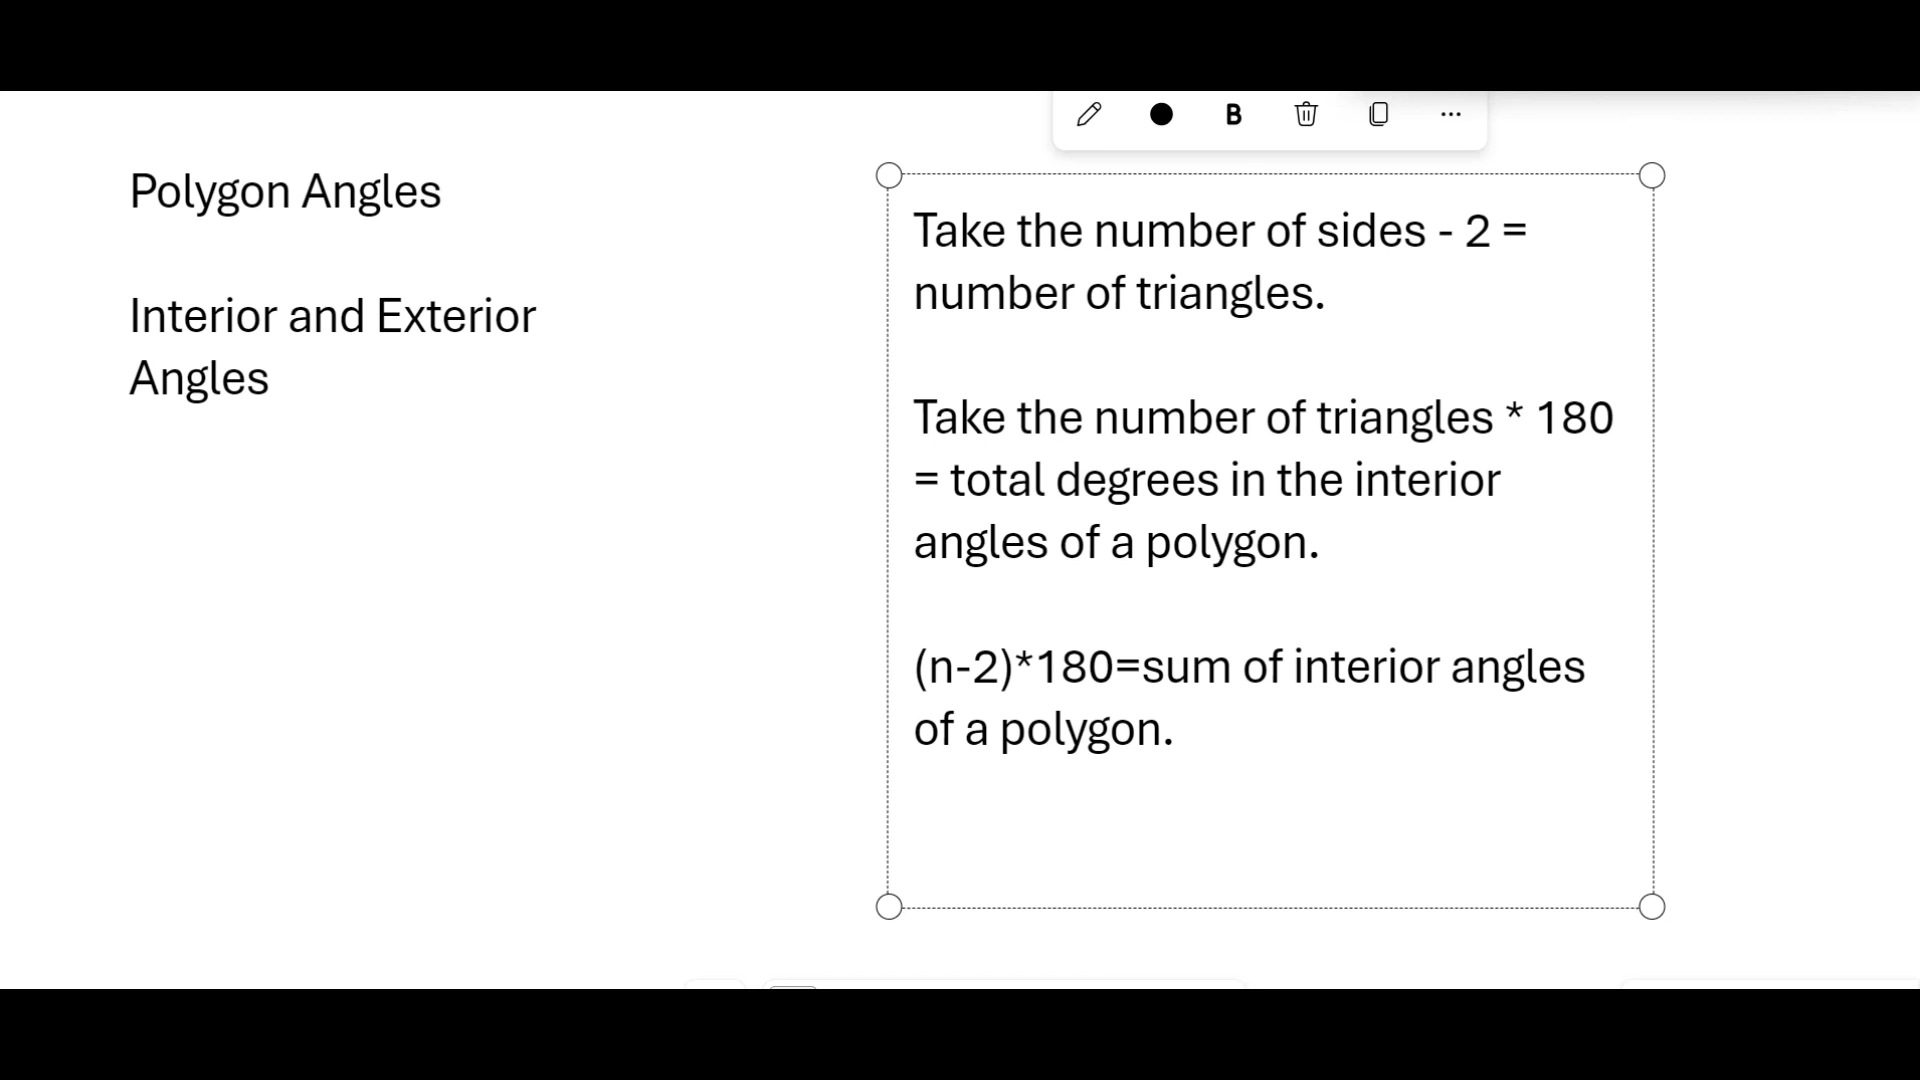 Polygon Angles
Interior and Exterior
Angles
B
Take the number of sides - 2 =
number of triangles.
Take the number of triangles * 180
= total degrees in the interior
angles of a polygon.
(n-2)*180=sum of interior angles
of a polygon.